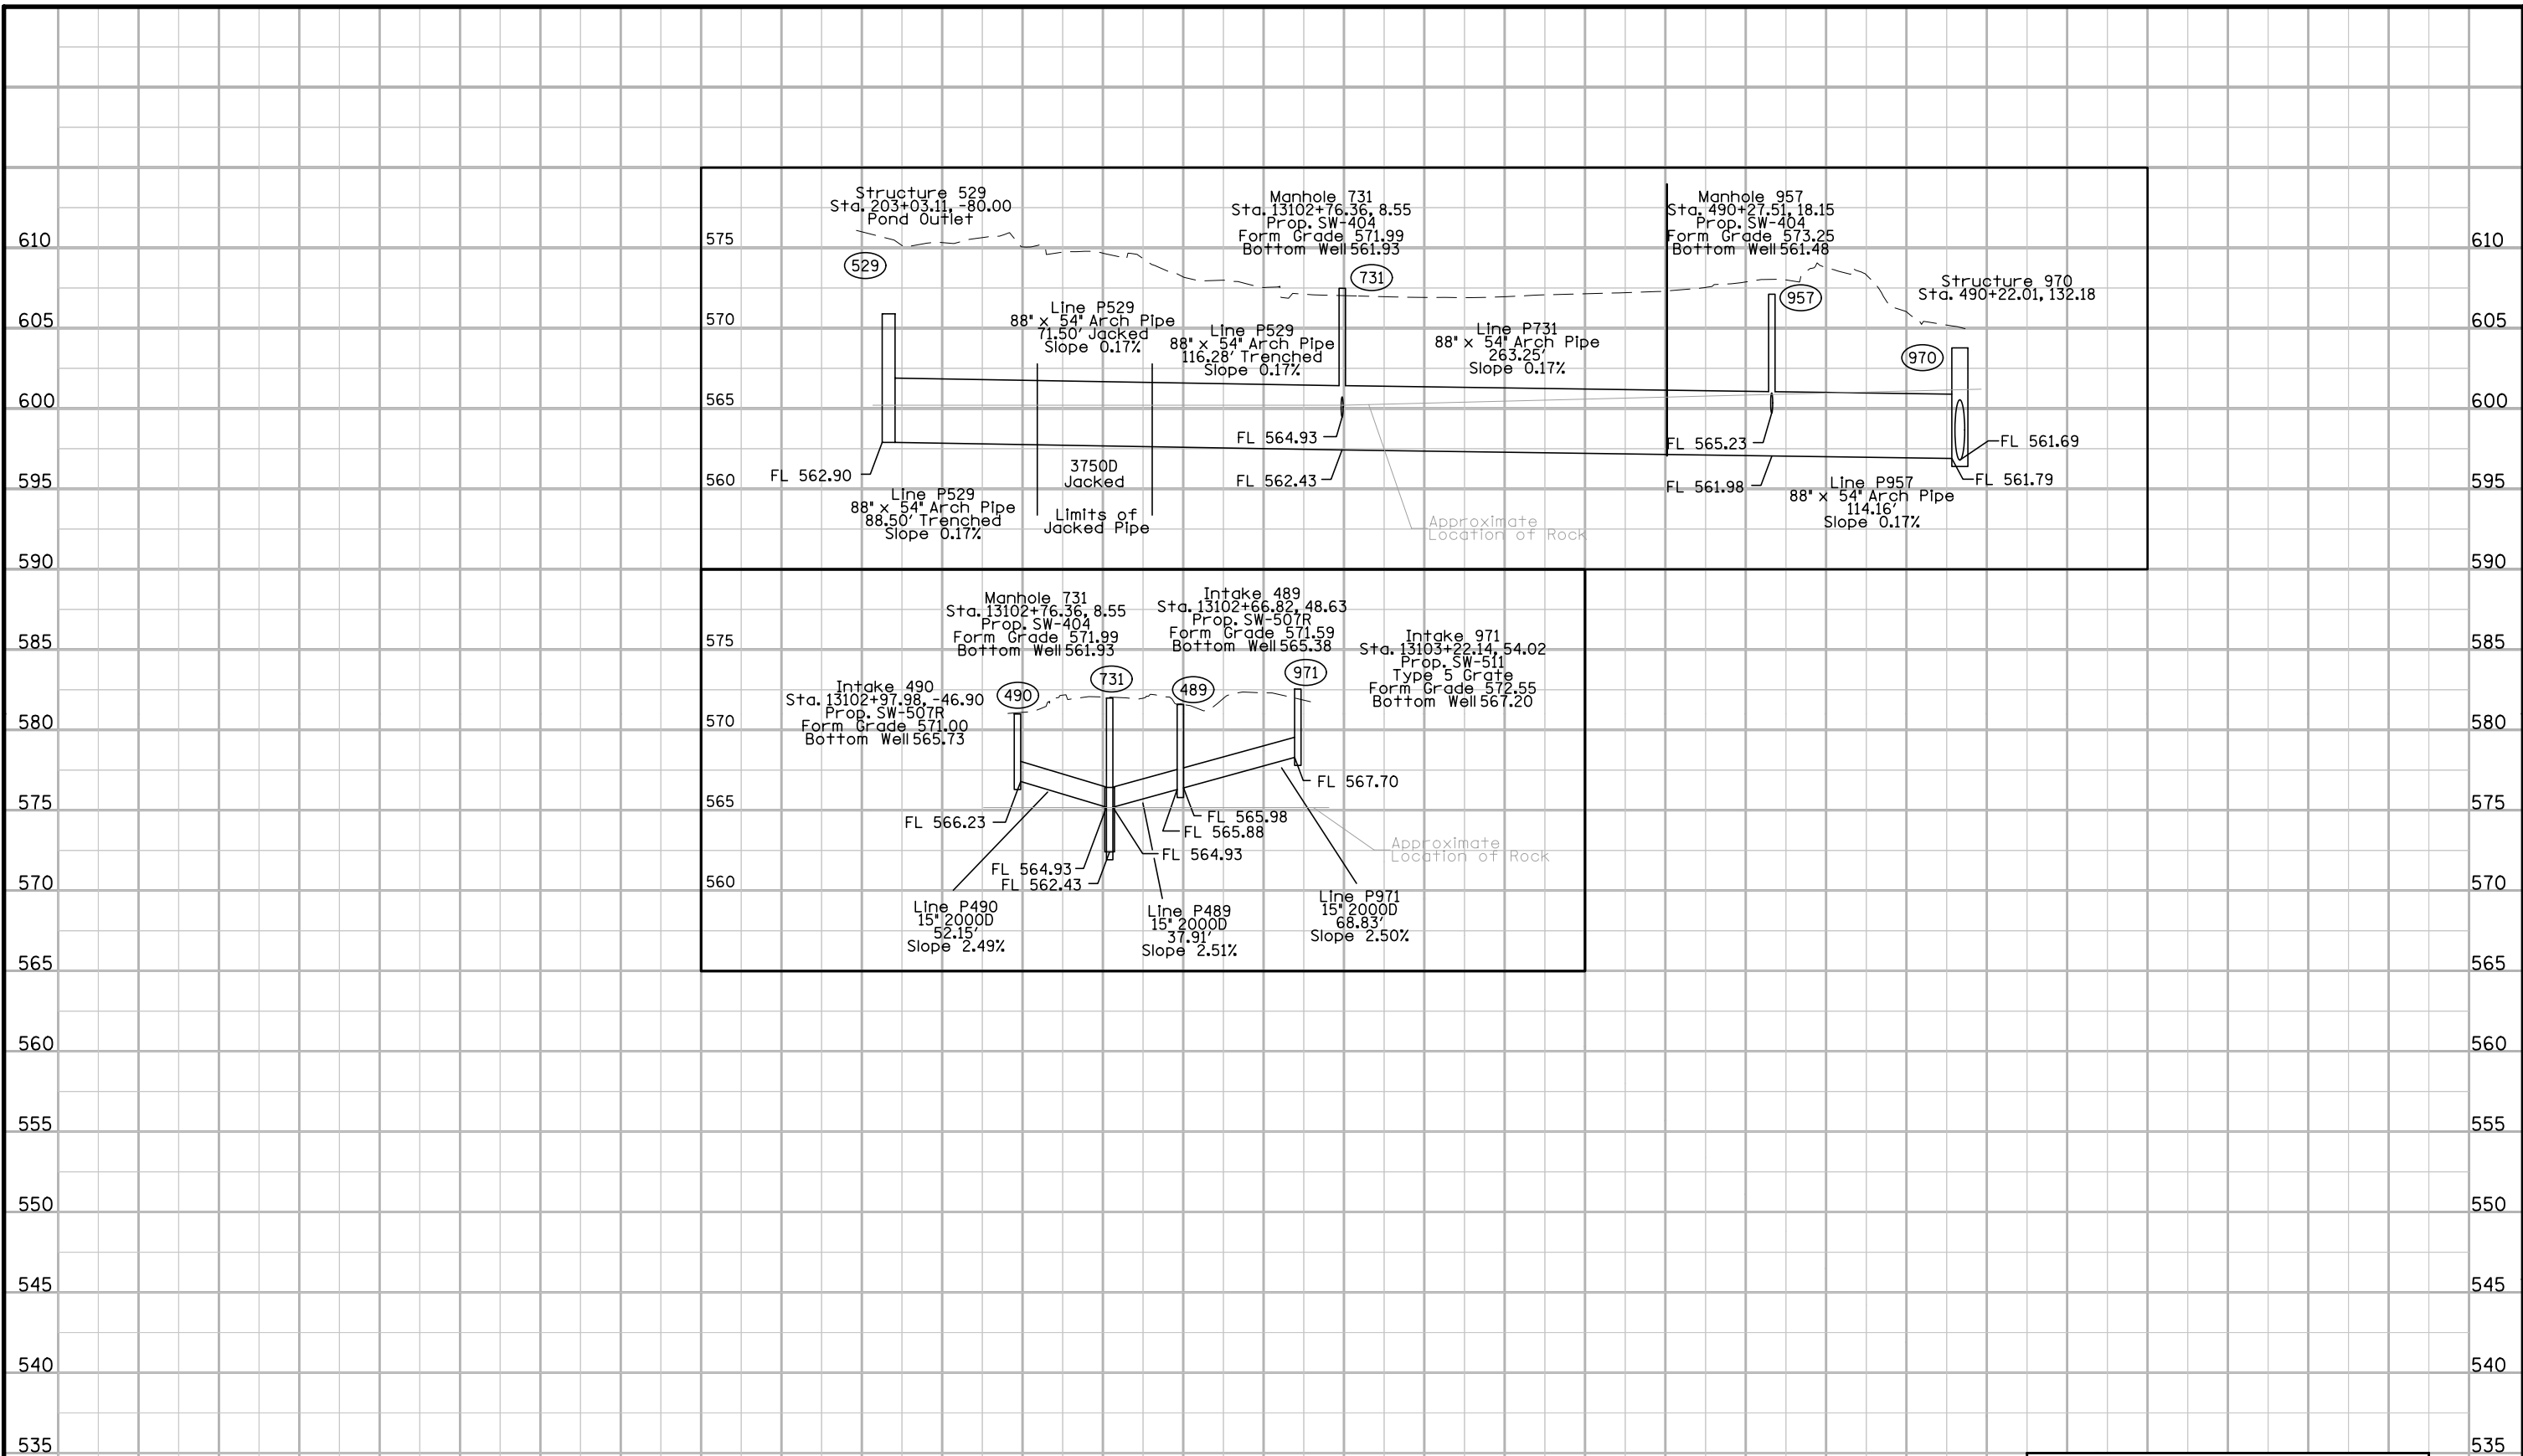 Structure 529
Sta. 203+03.11, -80.00
Pond Outlet
Manhole 731
Sta. 13102+76.36, 8.55
Prop. SW-404
Form Grade 571.99
Bottom Well 561.93
Manhole 957
Sta. 490+27.51, 18.15
Prop. SW-404
Form Grade 573.25
Bottom Well 561.48
Structure 970
Sta. 490+22.01, 132.18
529
731
957
970
Line P529
88" x 54" Arch Pipe
71.50' Jacked
Slope 0.17%
Line P529
88" x 54" Arch Pipe
116.28' Trenched
Slope 0.17%
Line P731
88" x 54" Arch Pipe
263.25'
Slope 0.17%
FL 562.90
Line P529
88" x 54" Arch Pipe
88.50' Trenched
Slope 0.17%
3750D
Jacked
Limits of
Jacked Pipe
FL 564.93
FL 562.43
Approximate
Location of Rock
FL 565.23
FL 561.98
Line P957
88" x 54" Arch Pipe
114.16'
Slope 0.17%
FL 561.69
FL 561.79
575
570
565
560
Manhole 731
Sta. 13102+76.36, 8.55
Prop. SW-404
Form Grade 571.99
Bottom Well 561.93
Intake 489
Sta. 13102+66.82, 48.63
Prop. SW-507R
Form Grade 571.59
Bottom Well 565.38
Intake 971
Sta. 13103+22.14, 54.02
Prop. SW-511
Type 5 Grate
Form Grade 572.55
Bottom Well 567.20
Intake 490
Sta. 13102+97.98, -46.90
Prop. SW-507R
Form Grade 571.00
Bottom Well 565.73
490
731
489
971
FL 566.23
FL 564.93
FL 562.43
FL 565.98
FL 565.88
FL 564.93
FL 567.70
Approximate
Location of Rock
Line P490
15" 2000D
52.15'
Slope 2.49%
Line P489
15" 2000D
37.91'
Slope 2.51%
Line P971
15" 2000D
68.83'
Slope 2.50%
575
570
565
560
610
605
600
595
590
585
580
575
570
565
560
555
550
545
540
535
610
605
600
595
590
585
580
575
570
565
560
555
550
545
540
535